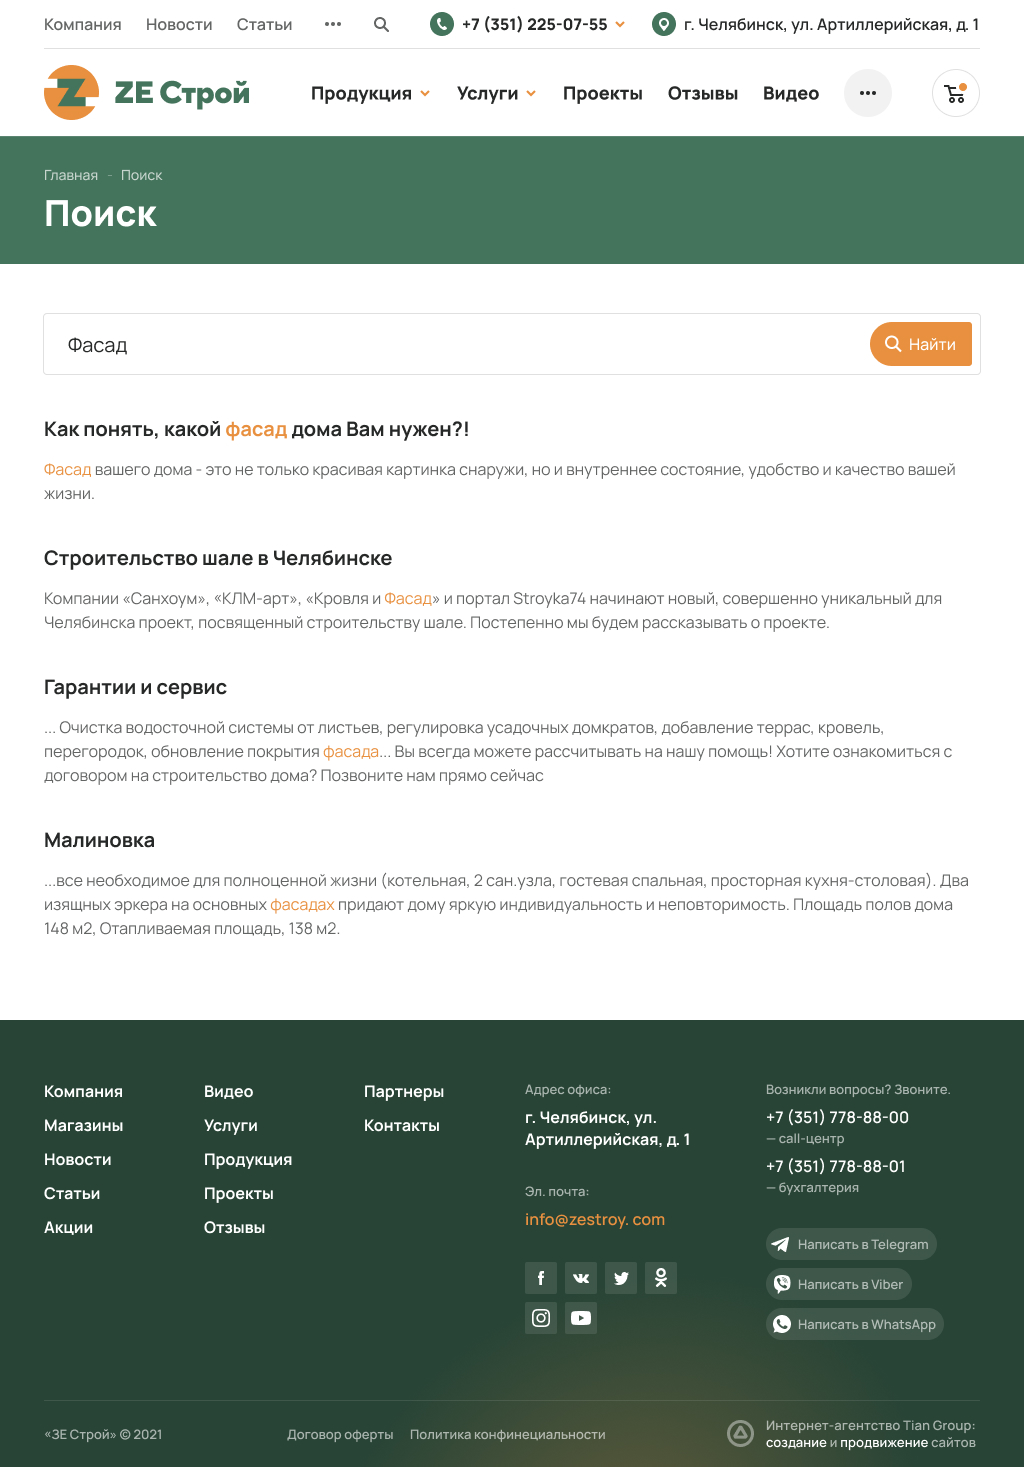 Компания Новости Статьи ••• +7 (351) 225-07-55 г. Челябинск, ул. Артиллерийская, д. 1
Z ZE Строй Продукция Услуги Проекты Отзывы Видео •••
Главная - Поиск
Поиск
Фасад Найти
Как понять, какой фасад дома Вам нужен?!
Фасад вашего дома - это не только красивая картинка снаружи, но и внутреннее состояние, удобство и качество вашей
жизни.
Строительство шале в Челябинске
Компании «Санхоум», «КЛМ-арт», «Кровля и Фасад» и портал Stroyka74 начинают новый, совершенно уникальный для
Челябинска проект, посвященный строительству шале. Постепенно мы будем рассказывать о проекте.
Гарантии и сервис
... Очистка водосточной системы от листьев, регулировка усадочных домкратов, добавление террас, кровель,
перегородок, обновление покрытия фасада... Вы всегда можете рассчитывать на нашу помощь! Хотите ознакомиться с
договором на строительство дома? Позвоните нам прямо сейчас
Малиновка
...все необходимое для полноценной жизни (котельная, 2 сан.узла, гостевая спальная, просторная кухня-столовая). Два
изящных эркера на основных фасадах придают дому яркую индивидуальность и неповторимость. Площадь полов дома
148 м2, Отапливаемая площадь, 138 м2.
Компания
Магазины
Новости
Статьи
Акции
Видео
Услуги
Продукция
Проекты
Отзывы
Партнеры
Контакты
Адрес офиса:
г. Челябинск, ул.
Артиллерийская, д. 1
Эл. почта:
info@zestroy. com
Возникли вопросы? Звоните.
+7 (351) 778-88-00
— call-центр
+7 (351) 778-88-01
— бухгалтерия
Написать в Telegram
Написать в Viber
Написать в WhatsApp
«ЗЕ Строй» © 2021 Договор оферты Политика конфинециальности
Интернет-агентство Tian Group:
создание и продвижение сайтов